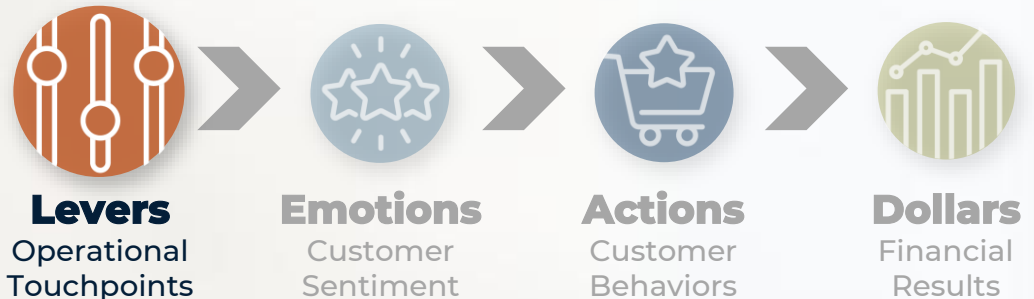 Levers
Operational
Touchpoints
Emotions
Customer
Sentiment
Actions
Customer
Behaviors
Dollars
Financial
Results